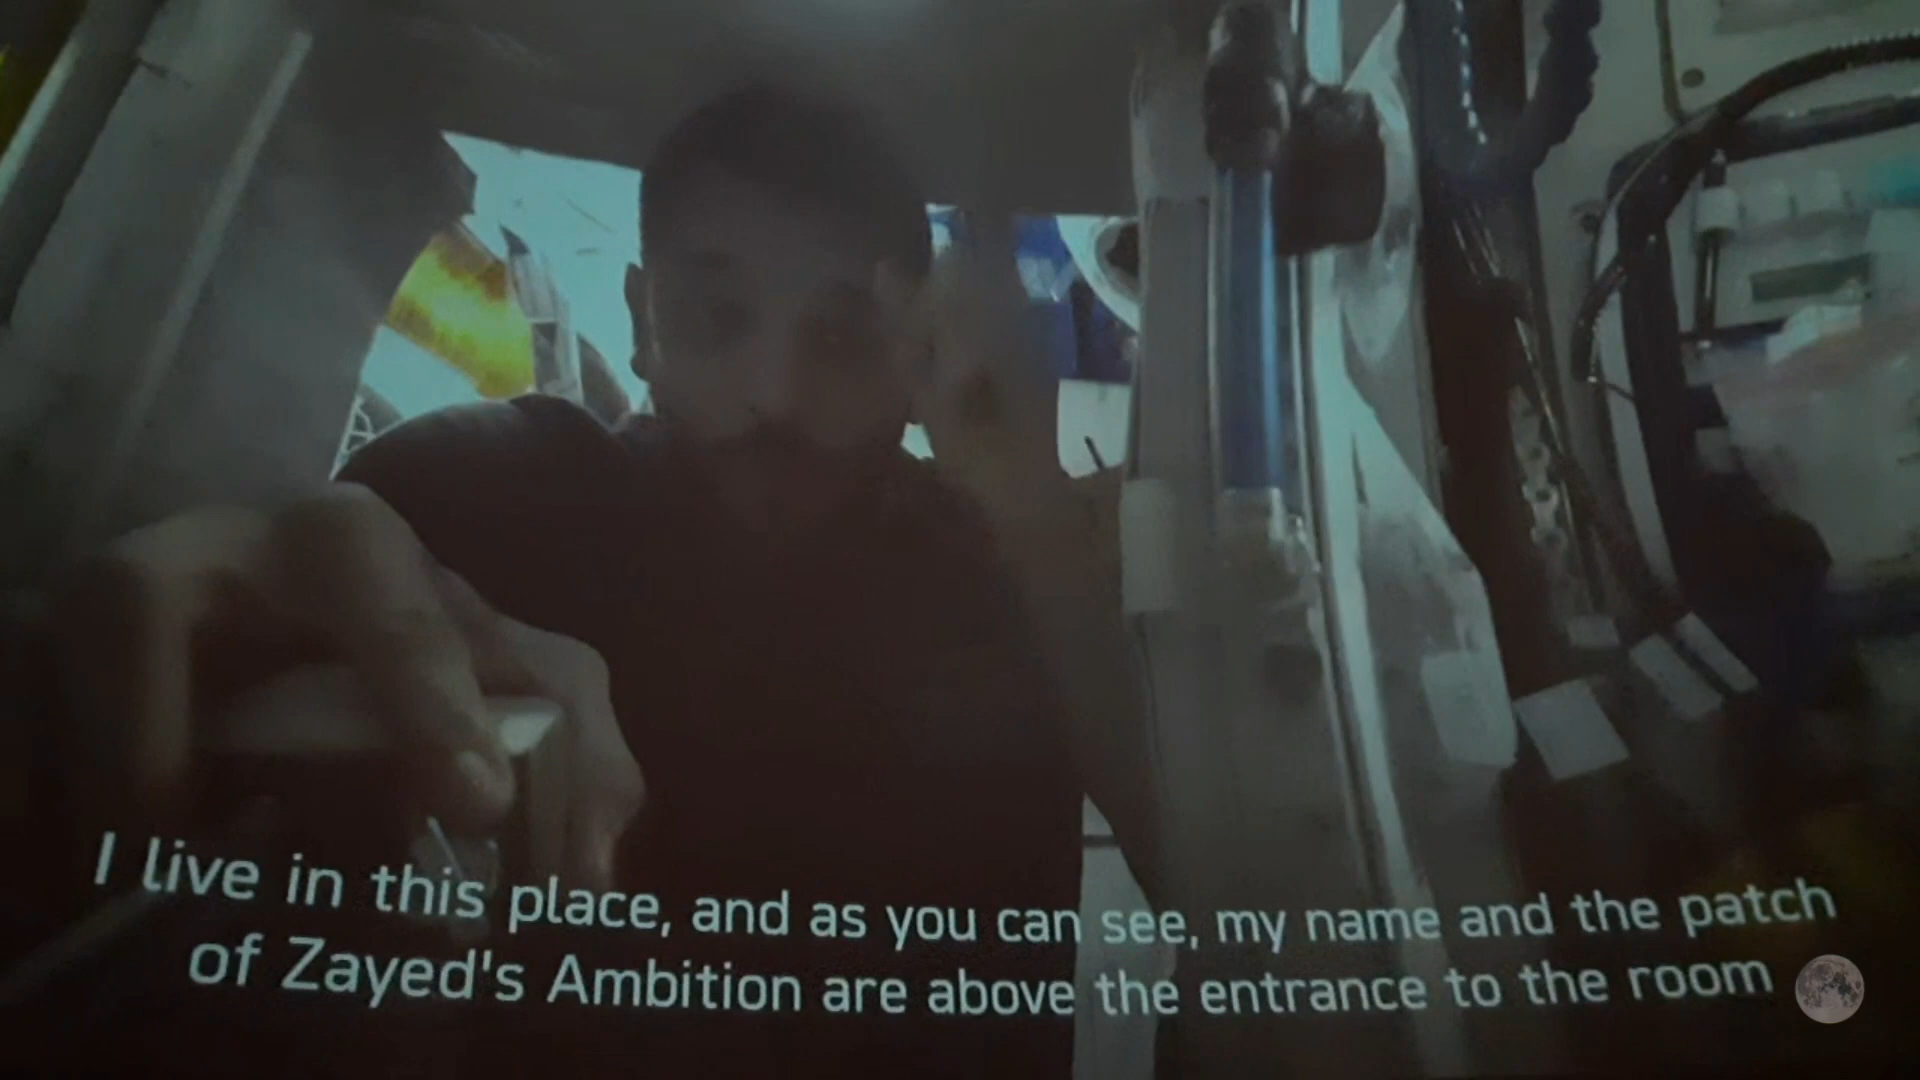 I live in this place, and as you can see, my name and the patch
of Zayed's Ambition are above the entrance to the room